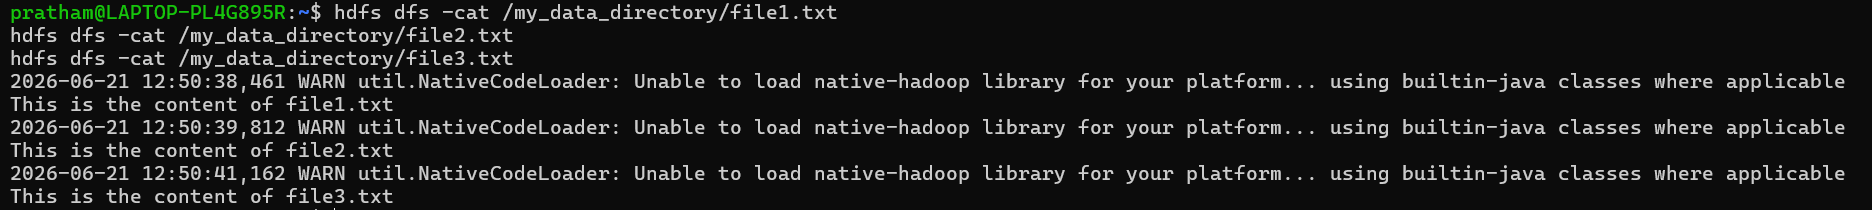 pratham@LAPTOP-PL4G895R:~$ hdfs dfs -cat /my_data_directory/file1.txt
hdfs dfs -cat /my_data_directory/file2.txt
hdfs dfs -cat /my_data_directory/file3.txt
2026-06-21 12:50:38,461 WARN util.NativeCodeLoader: Unable to load native-hadoop library for your platform... using builtin-java classes where applicable
This is the content of file1.txt
2026-06-21 12:50:39,812 WARN util.NativeCodeLoader: Unable to load native-hadoop library for your platform... using builtin-java classes where applicable
This is the content of file2.txt
2026-06-21 12:50:41,162 WARN util.NativeCodeLoader: Unable to load native-hadoop library for your platform... using builtin-java classes where applicable
This is the content of file3.txt